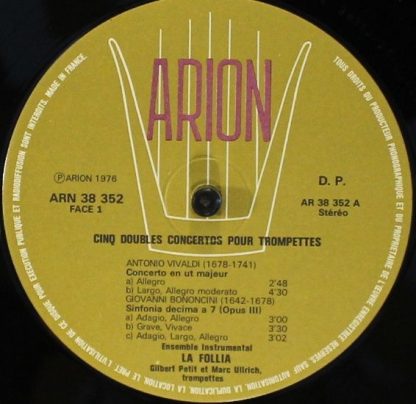 ARION
℗ ARION 1976
ARN 38 352
FACE 1
D. P.
AR 38 352 A
Stéréo
CINQ DOUBLES CONCERTOS POUR TROMPETTES
ANTONIO VIVALDI (1678-1741)
Concerto en ut majeur
a) Allegro 2'48
b) Largo, Allegro moderato 4'30
GIOVANNI BONONCINI (1642-1678)
Sinfonia decima a 7 (Opus III)
a) Adagio, Allegro 3'00
b) Grave, Vivace 3'30
c) Adagio, Largo, Allegro 3'02
Ensemble Instrumental
LA FOLLIA
Gilbert Petit et Marc Ullrich,
trompettes
TOUS DROITS DU PRODUCTEUR PHONOGRAPHIQUE ET DU PROPRIETAIRE DE L'ŒUVRE ENREGISTREE RESERVES. SAUF AUTORISATION, LA DUPLICATION, LA LOCATION, LE PRET, L'UTILISATION DE CE DISQUE POUR EXECUTION PUBLIQUE ET RADIODIFFUSION SONT INTERDITS. MADE IN FRANCE.